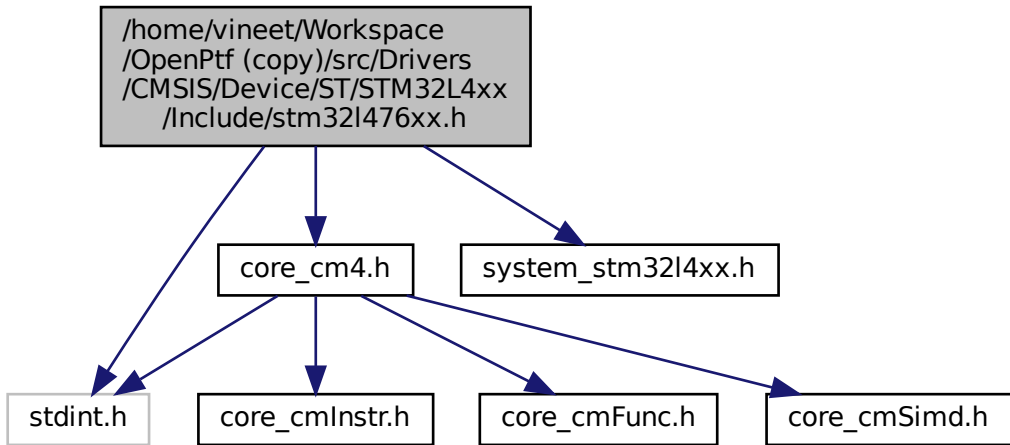 /home/vineet/Workspace
/OpenPtf (copy)/src/Drivers
/CMSIS/Device/ST/STM32L4xx
/Include/stm32l476xx.h
core_cm4.h
system_stm32l4xx.h
stdint.h
core_cmInstr.h
core_cmFunc.h
core_cmSimd.h